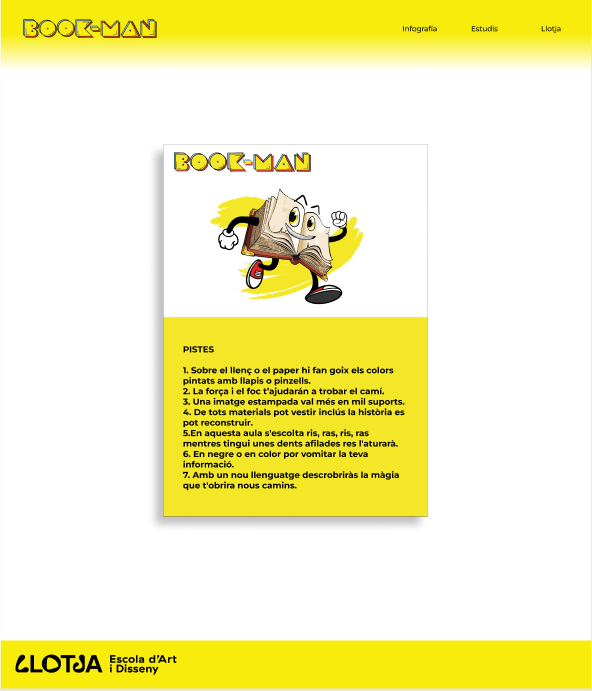 BOOK-MAN
Infografía
Estudis
Llotja
BOOK-MAN
PISTES
1. Sobre el llenç o el paper hi fan goix els colors
pintats amb llapis o pinzells.
2. La força i el foc t'ajudarán a trobar el camí.
3. Una imatge estampada val més en mil suports.
4. De tots materials pot vestir inclús la història es
pot reconstruir.
5.En aquesta aula s'escolta ris, ras, ris, ras
mentres tingui unes dents afilades res l'aturarà.
6. En negre o en color por vomitar la teva
informació.
7. Amb un nou llenguatge descrobriràs la màgia
que t'obrira nous camins.
LLOTJA
Escola d'Art
i Disseny